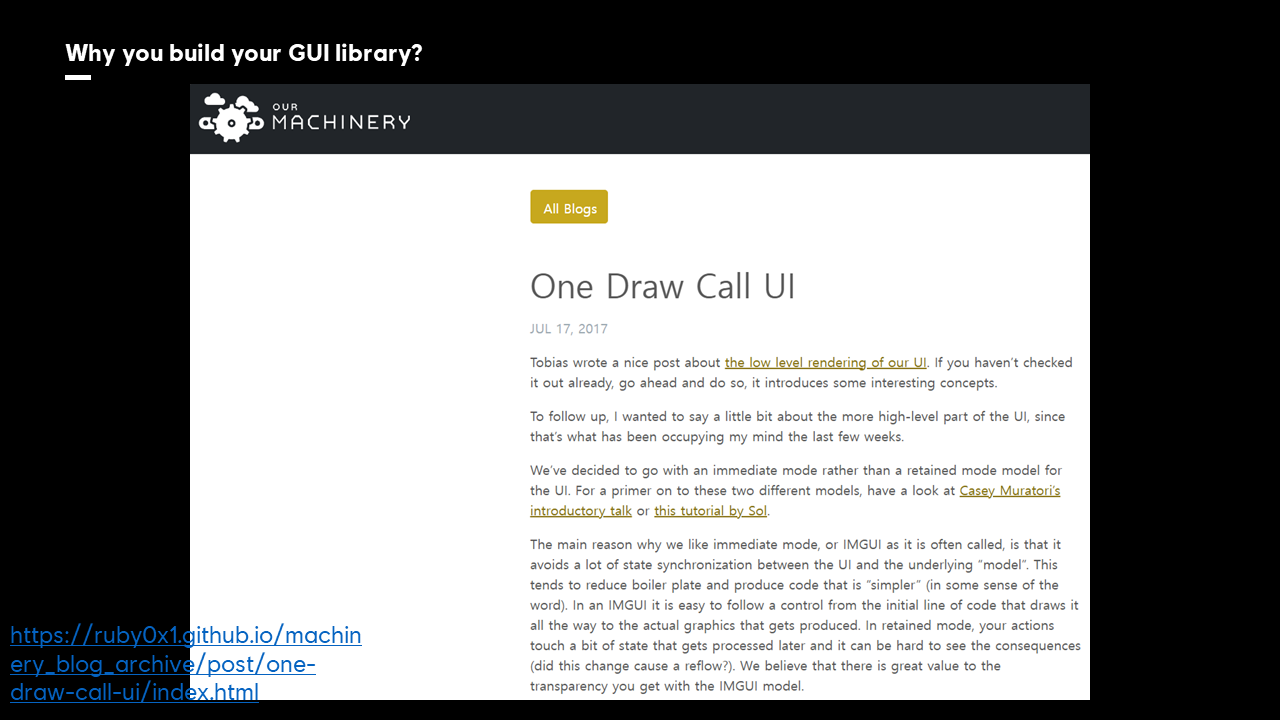 Why you build your GUI library?
OUR
MACHINERY
All Blogs
One Draw Call UI
JUL 17, 2017
Tobias wrote a nice post about the low level rendering of our UI. If you haven’t checked
it out already, go ahead and do so, it introduces some interesting concepts.
To follow up, I wanted to say a little bit about the more high-level part of the UI, since
that’s what has been occupying my mind the last few weeks.
We’ve decided to go with an immediate mode rather than a retained mode model for
the UI. For a primer on to these two different models, have a look at Casey Muratori’s
introductory talk or this tutorial by Sol.
The main reason why we like immediate mode, or IMGUI as it is often called, is that it
avoids a lot of state synchronization between the UI and the underlying “model”. This
tends to reduce boiler plate and produce code that is “simpler” (in some sense of the
word). In an IMGUI it is easy to follow a control from the initial line of code that draws it
all the way to the actual graphics that gets produced. In retained mode, your actions
touch a bit of state that gets processed later and it can be hard to see the consequences
(did this change cause a reflow?). We believe that there is great value to the
transparency you get with the IMGUI model.
https://ruby0x1.github.io/machin
ery_blog_archive/post/one-
draw-call-ui/index.html